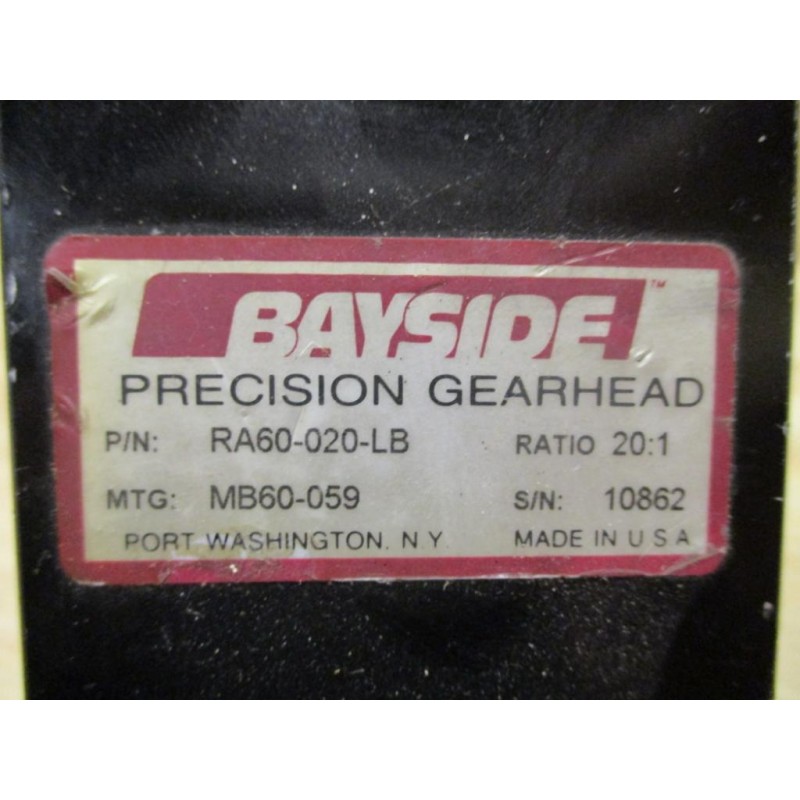 BAYSIDE™
PRECISION GEARHEAD
P/N: RA60-020-LB RATIO 20:1
MTG: MB60-059 S/N: 10862
PORT WASHINGTON, N.Y. MADE IN U S A